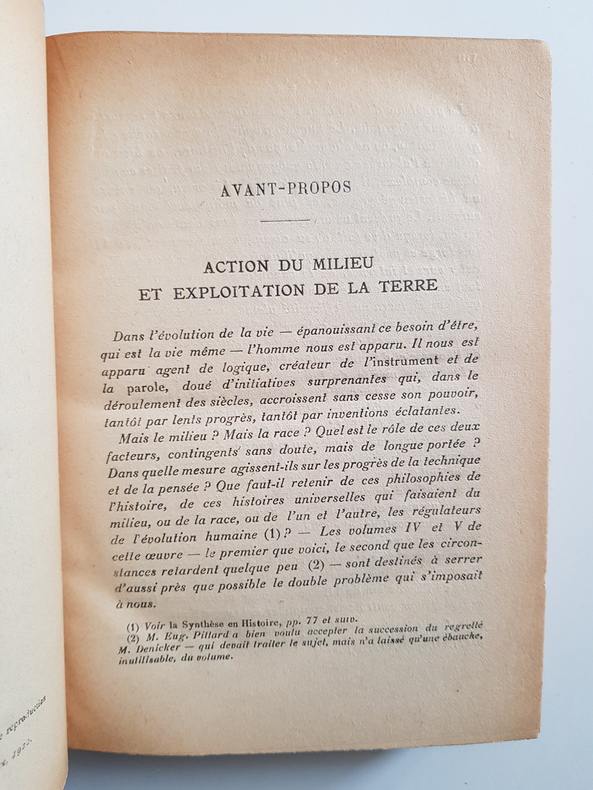 AVANT-PROPOS
ACTION DU MILIEU
ET EXPLOITATION DE LA TERRE
Dans l'évolution de la vie — épanouissant ce besoin d'être,
qui est la vie même — l'homme nous est apparu. Il nous est
apparu agent de logique, créateur de l'instrument et de
la parole, doué d'initiatives surprenantes qui, dans le
déroulement des siècles, accroissent sans cesse son pouvoir,
tantôt par lents progrès, tantôt par inventions éclatantes.
Mais le milieu ? Mais la race ? Quel est le rôle de ces deux
facteurs, contingents sans doute, mais de longue portée ?
Dans quelle mesure agissent-ils sur les progrès de la technique
et de la pensée ? Que faut-il retenir de ces philosophies de
l'histoire, de ces histoires universelles qui faisaient du
milieu, ou de la race, ou de l'un et l'autre, les régulateurs
de l'évolution humaine (1) ? — Les volumes IV et V de
cette œuvre — le premier que voici, le second que les circon-
stances retardent quelque peu (2) — sont destinés à serrer
d'aussi près que possible le double problème qui s'imposait
à nous.
(1) Voir la Synthèse en Histoire, pp. 77 et suiv.
(2) M. Eug. Pittard a bien voulu accepter la succession du regretté
M. Deniker — qui devait traiter le sujet, mais n'a laissé qu'une ébauche,
inutilisable, du volume.
reproduction